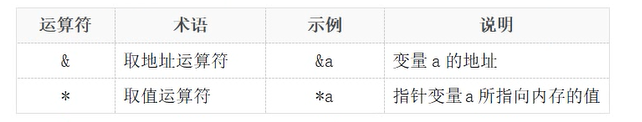 运算符 术语 示例 说明
& 取地址运算符 &a 变量a的地址
* 取值运算符 *a 指针变量a所指向内存的值